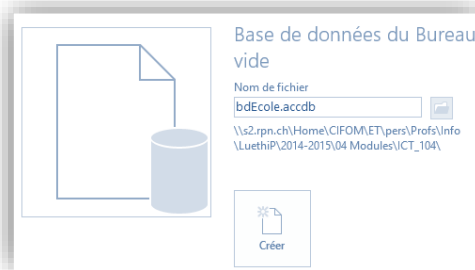 Base de données du Bureau
vide
Nom de fichier
bdEcole.accdb
\\s2.rpn.ch\Home\CIFOM\ET\pers\Profs\Info
\LuethiP\2014-2015\04 Modules\ICT_104\
Créer